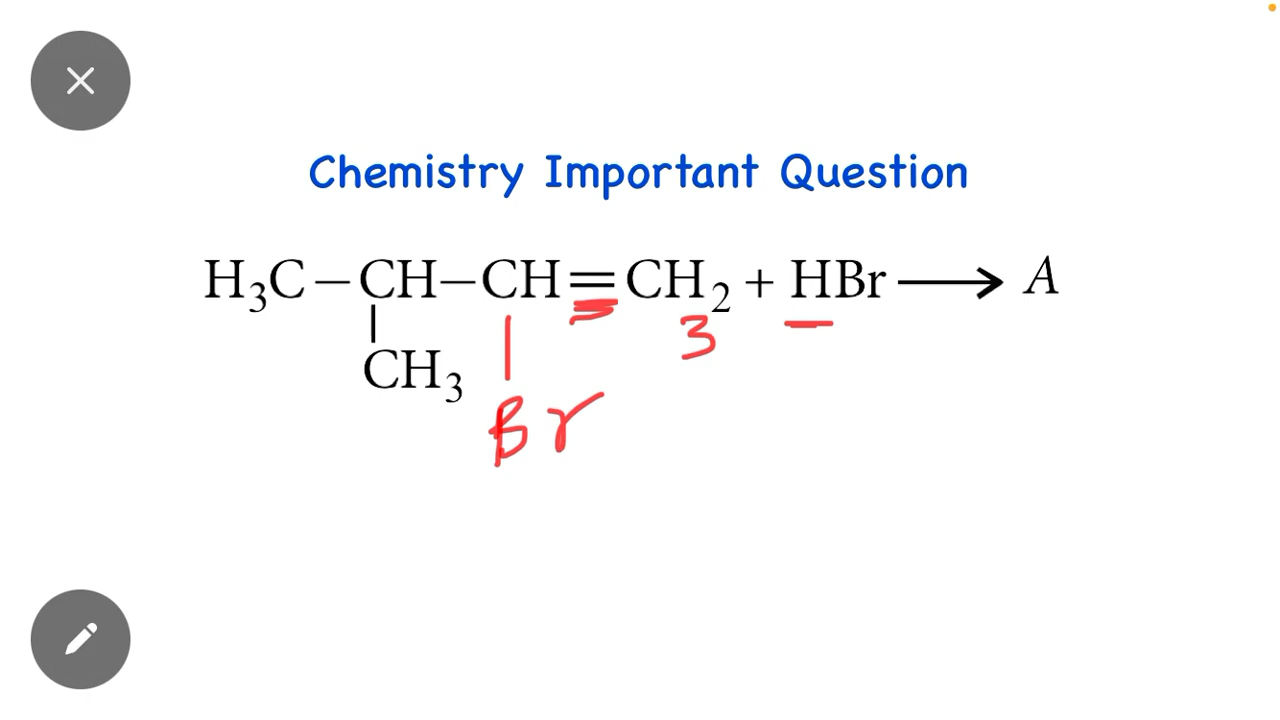 Chemistry Important Question
H₃C – CH – CH = CH₂ + HBr ⟶ A
3
CH₃
Br